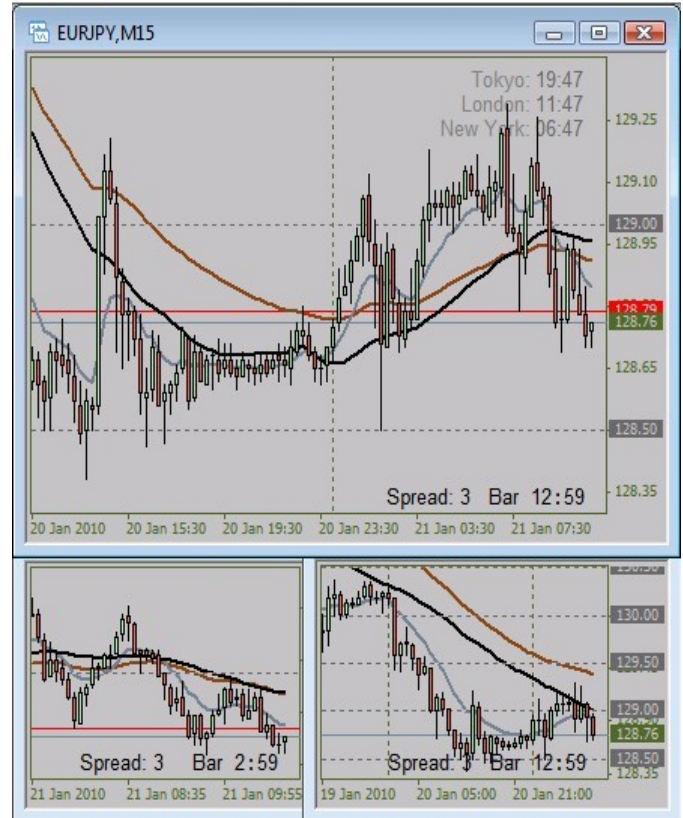 EURJPY,M15
Tokyo: 19:47
London: 11:47
New York: 06:47
129.25
129.10
129.00
128.95
128.79
128.76
128.65
128.50
128.35
Spread: 3 Bar 12:59
20 Jan 2010 20 Jan 15:30 20 Jan 19:30 20 Jan 23:30 21 Jan 03:30 21 Jan 07:30
130.00
129.50
129.00
128.76
128.50
128.35
Spread: 3 Bar 2:59
Spread: 3 Bar 12:59
21 Jan 2010 21 Jan 08:35 21 Jan 09:55
19 Jan 2010 20 Jan 05:00 20 Jan 21:00